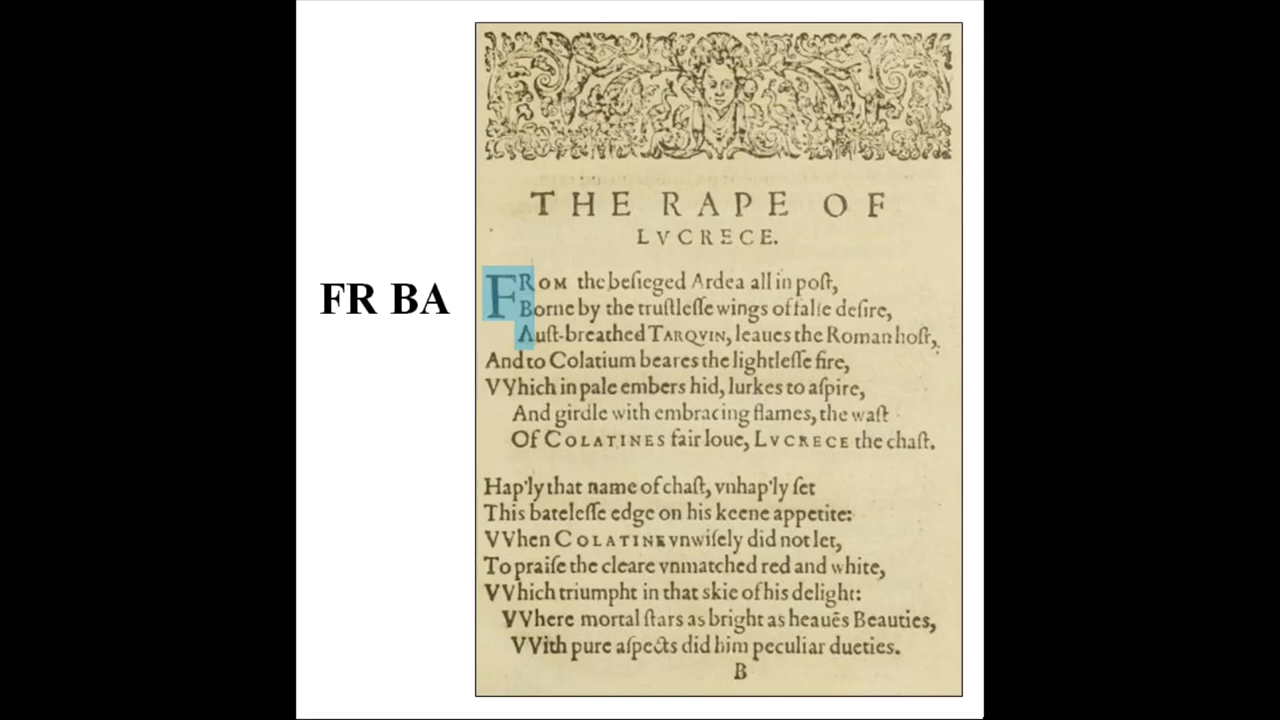 FR BA
THE RAPE OF
LVCRECE.
FROM the beſieged Ardea all in poſt,
Borne by the truſtleſſe wings of falſe deſire,
Auſt-breathed TARQVIN, leaues the Roman hoſt,
And to Colatium beares the lightleſſe fire,
VVhich in pale embers hid, lurkes to aſpire,
And girdle with embracing flames, the waſt
Of COLATINES fair loue, LVCRECE the chaſt.
Hap'ly that name of chaſt, vnhap'ly ſet
This bateleſſe edge on his keene appetite:
VVhen COLATINE vnwiſely did not let,
To praiſe the cleare vnmatched red and white,
VVhich triumpht in that skie of his delight:
VVhere mortal ſtars as bright as heauēs Beauties,
VVith pure aſpects did him peculiar dueties.
B